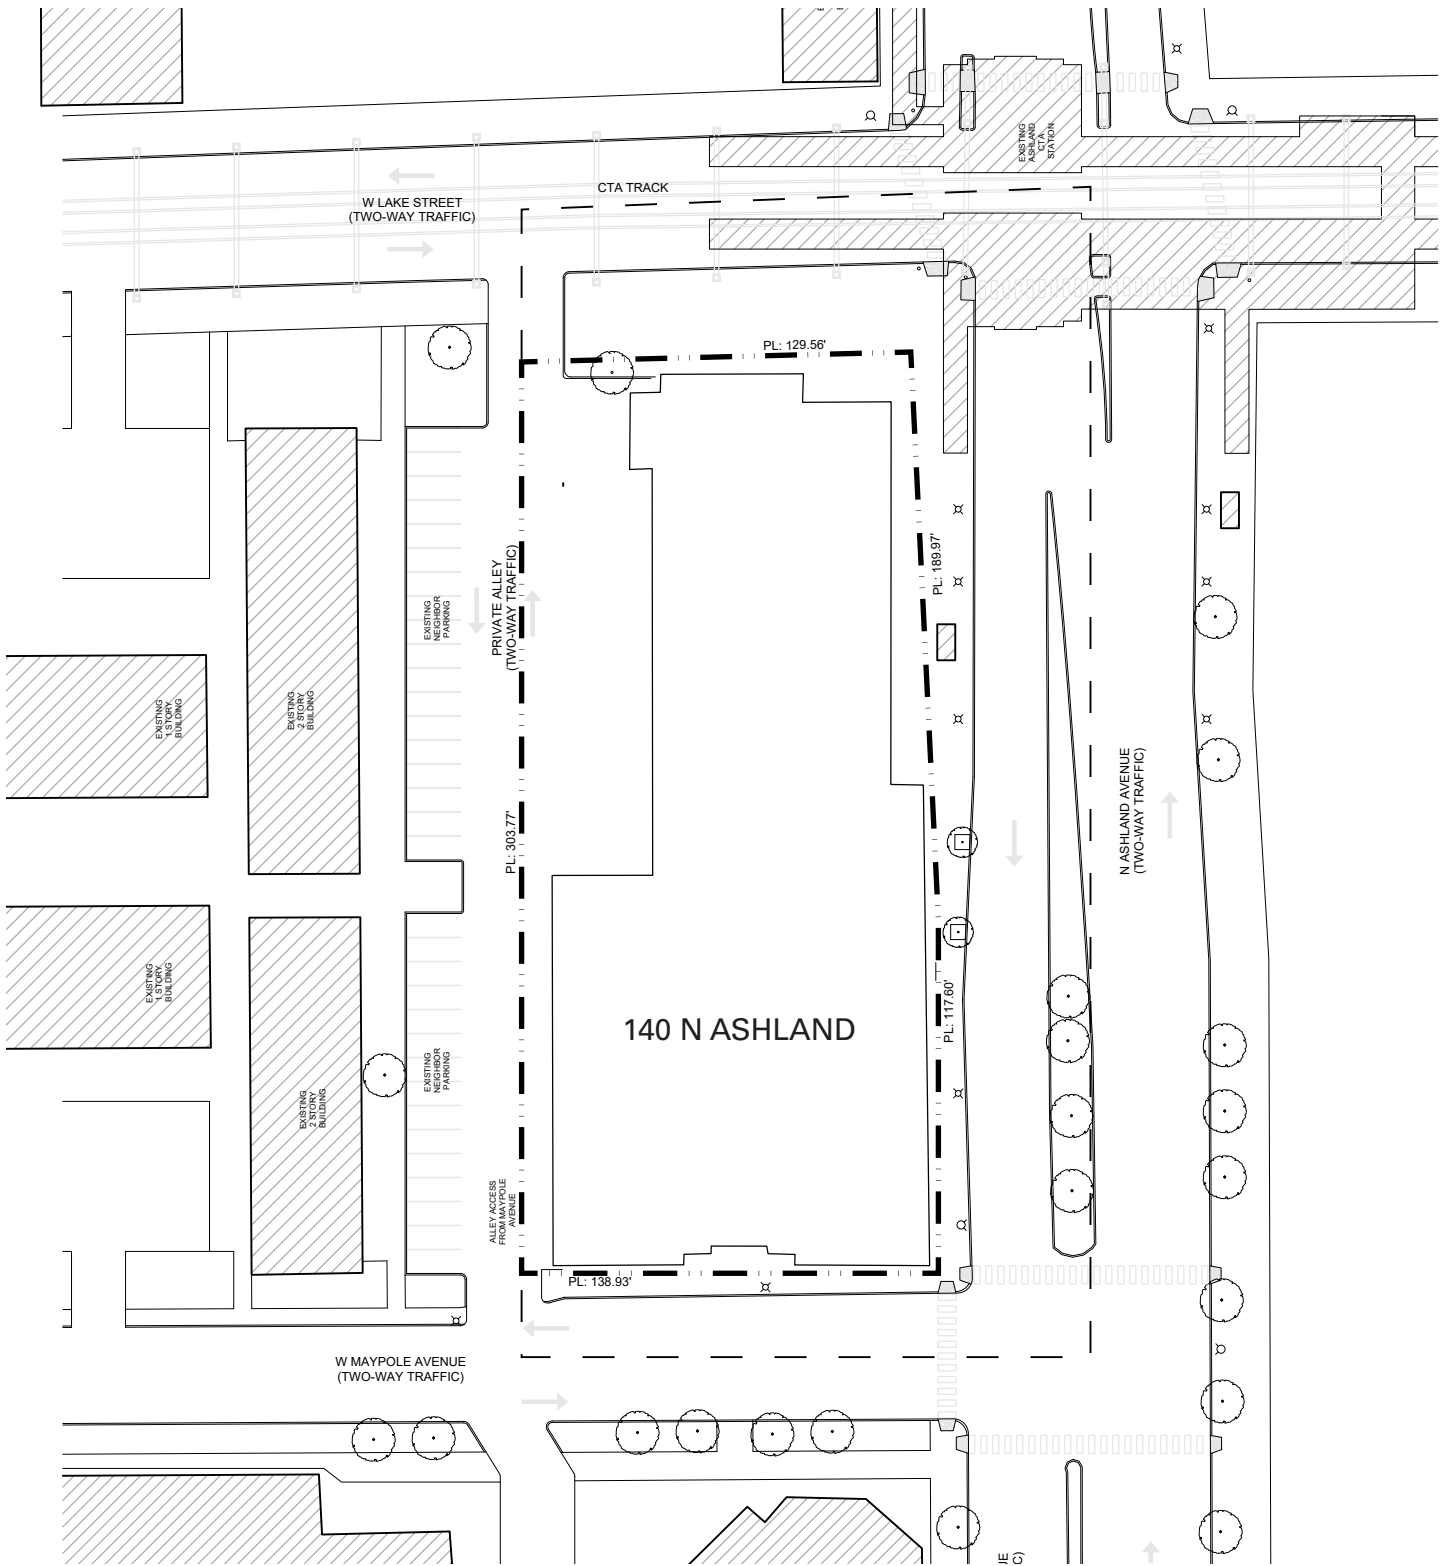 EXISTING
ASHLAND
CTA
STATION
CTA TRACK
W LAKE STREET
(TWO-WAY TRAFFIC)
PL: 129.56'
PL: 189.97'
PRIVATE ALLEY
(TWO-WAY TRAFFIC)
EXISTING
NEIGHBOR
PARKING
EXISTING
1 STORY
BUILDING
EXISTING
2 STORY
BUILDING
N ASHLAND AVENUE
(TWO-WAY TRAFFIC)
PL: 303.77'
EXISTING
1 STORY
BUILDING
PL: 117.60'
140 N ASHLAND
EXISTING
NEIGHBOR
PARKING
EXISTING
2 STORY
BUILDING
ALLEY ACCESS
FROM MAYPOLE
AVENUE
PL: 138.93'
W MAYPOLE AVENUE
(TWO-WAY TRAFFIC)